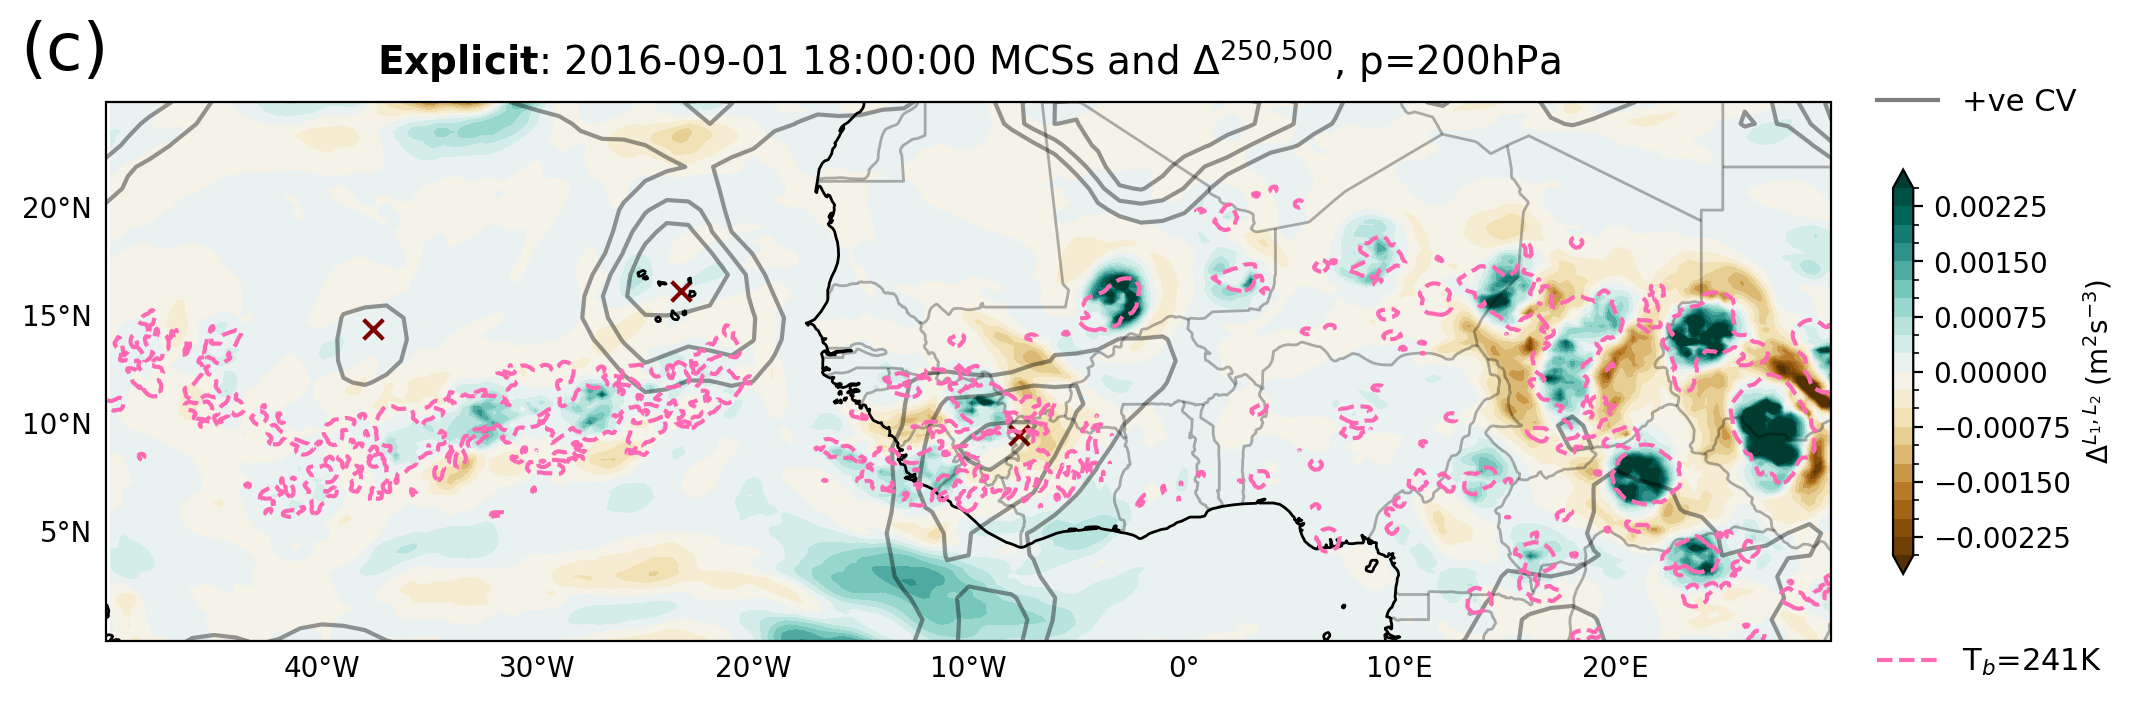 (c)
Explicit: 2016-09-01 18:00:00 MCSs and Δ²⁵⁰,⁵⁰⁰, p=200hPa
+ve CV
20°N
15°N
10°N
5°N
40°W
30°W
20°W
10°W
0°
10°E
20°E
0.00225
0.00150
0.00075
0.00000
−0.00075
−0.00150
−0.00225
Δ^{L₁, L₂} (m²s⁻³)
T_b=241K